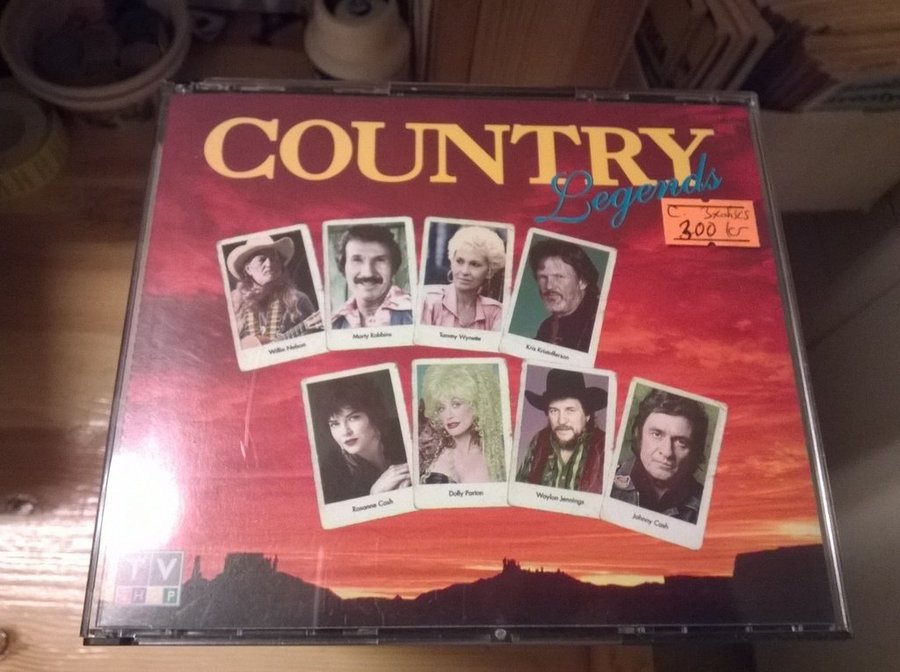 COUNTRY
Legends
300 kr
Willie Nelson
Marty Robbins
Tammy Wynette
Kris Kristofferson
Rosanne Cash
Dolly Parton
Waylon Jennings
Johnny Cash
TV
SHOP